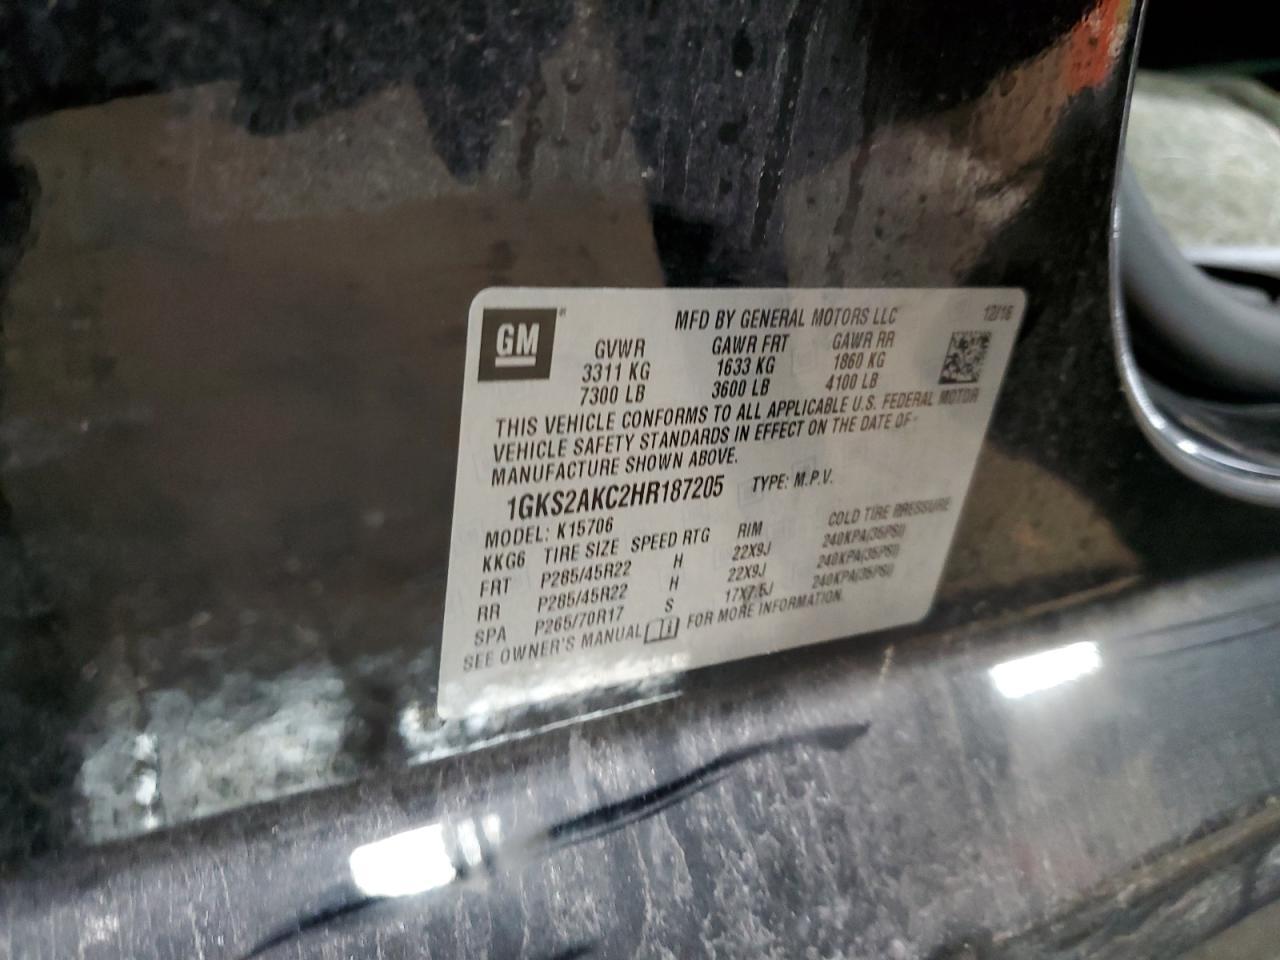 GM
MFD BY GENERAL MOTORS LLC 12/16
GVWR GAWR FRT GAWR RR
3311 KG 1633 KG 1860 KG
7300 LB 3600 LB 4100 LB
THIS VEHICLE CONFORMS TO ALL APPLICABLE U.S. FEDERAL MOTOR
VEHICLE SAFETY STANDARDS IN EFFECT ON THE DATE OF
MANUFACTURE SHOWN ABOVE.
1GKS2AKC2HR187205 TYPE: M.P.V.
MODEL: K15706
KKG6 TIRE SIZE SPEED RTG RIM COLD TIRE PRESSURE
FRT P285/45R22 H 22X9J 240KPA(35PSI)
RR P285/45R22 H 22X9J 240KPA(35PSI)
SPA P265/70R17 S 17X7.5J 240KPA(35PSI)
SEE OWNER'S MANUAL FOR MORE INFORMATION.